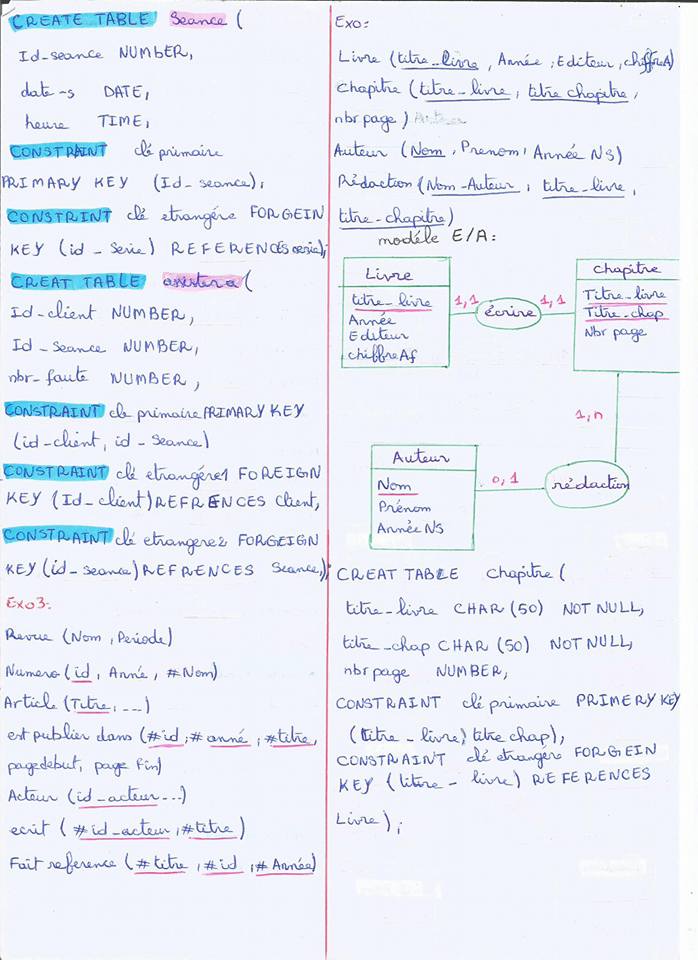 CREATE TABLE Seance (
Id-seance NUMBER,
date-s DATE,
heure TIME,
CONSTRAINT clé primaire
PRIMARY KEY (Id-seance),
CONSTRINT clé etrangére FORGEIN
KEY (id-serie) REFERENCES serie);
CREAT TABLE assistera (
Id-client NUMBER,
Id-Seance NUMBER,
nbr-faute NUMBER,
CONSTRAINT cle primaire PRIMARY KEY
(id-client, id-seance)
CONSTRAINT clé etrangére1 FOREIGN
KEY (Id-client) REFRENCES Client,
CONSTRAINT clé etrangere2 FORGEIGN
KEY (id-seance) REFRENCES Seance,);
Exo3:
Revue (Nom, Periode)
Numero (id, Année, #Nom)
Article (Titre, ...)
est publier dans (#id, #anné, #titre,
page debut, page fin)
Acteur (id_acteur...)
ecrit (#id_acteur, #titre)
Fait reference (#titre, #id, #Année)
Exo:
Livre (titre-livre, Année, Editeur, chiffreA)
Chapître (titre-livre, titre chapitre,
nbr page)
Auteur (Nom, Prenom, Année NS)
Rédaction (Nom-Auteur, titre-livre,
titre-chapitre)
modéle E/A:
Livre
titre-livre
Année
Editeur
chiffreAf
1,1
écrire
1,1
chapitre
Titre-livre
Titre-chap
Nbr page
1,n
Auteur
Nom
Prénom
Année NS
0,1
rédaction
CREAT TABLE chapitre (
titre-livre CHAR (50) NOT NULL,
titre-chap CHAR (50) NOT NULL,
nbr page NUMBER,
CONSTRAINT clé primaire PRIMERY KEY
(titre-livre, titre chap),
CONSTRAINT clé etrangére FORGEIN
KEY (titre-livre) REFERENCES
Livre);